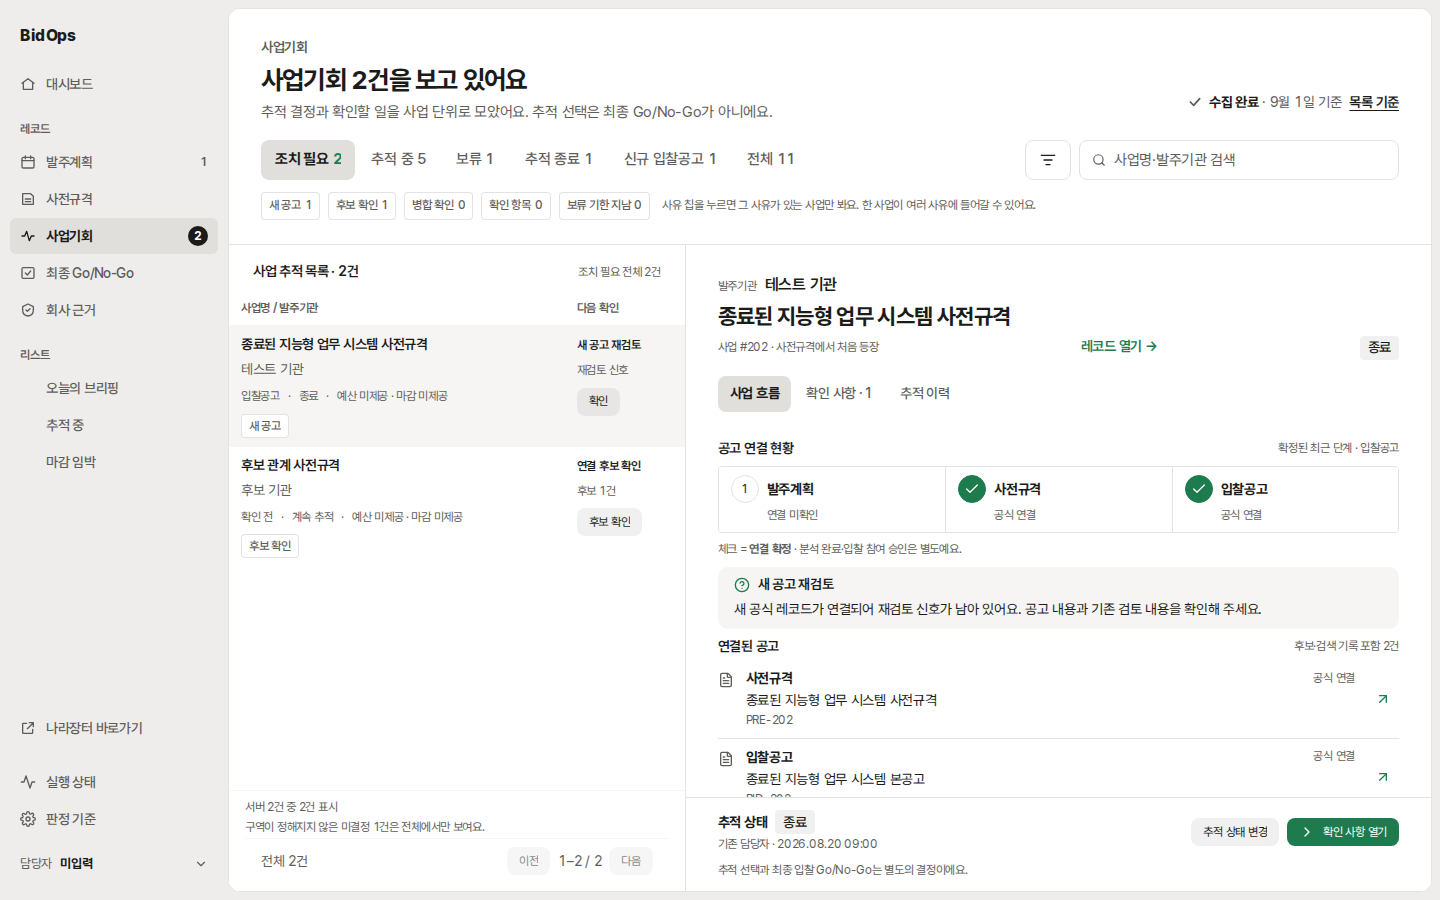 BidOps
대시보드
레코드
발주계획 1
사전규격
사업기회 2
최종 Go/No-Go
회사 근거
리스트
오늘의 브리핑
추적 중
마감 임박
나라장터 바로가기
실행 상태
판정 기준
담당자 미입력
사업기회
사업기회 2건을 보고 있어요
추적 결정과 확인할 일을 사업 단위로 모았어요. 추적 선택은 최종 Go/No-Go가 아니에요.
수집 완료 · 9월 1일 기준 목록 기준
조치 필요 2 추적 중 5 보류 1 추적 종료 1 신규 입찰공고 1 전체 11
사업명·발주기관 검색
새 공고 1 후보 확인 1 병합 확인 0 확인 항목 0 보류 기한 지남 0 사유 칩을 누르면 그 사유가 있는 사업만 봐요. 한 사업이 여러 사유에 들어갈 수 있어요.
사업 추적 목록 · 2건 조치 필요 전체 2건
사업명 / 발주기관 다음 확인
종료된 지능형 업무 시스템 사전규격 새 공고 재검토
테스트 기관 재검토 신호
입찰공고 · 종료 · 예산 미제공 · 마감 미제공 확인
새 공고
후보 관계 사전규격 연결 후보 확인
후보 기관 후보 1건
확인 전 · 계속 추적 · 예산 미제공 · 마감 미제공 후보 확인
후보 확인
서버 2건 중 2건 표시
구역이 정해지지 않은 미결정 1건은 전체에서만 보여요.
전체 2건 이전 1–2 / 2 다음
발주기관 테스트 기관
종료된 지능형 업무 시스템 사전규격
사업 #202 · 사전규격에서 처음 등장 레코드 열기 → 종료
사업 흐름 확인 사항 · 1 추적 이력
공고 연결 현황 확정된 최근 단계 · 입찰공고
1 발주계획 사전규격 입찰공고
연결 미확인 공식 연결 공식 연결
체크 = 연결 확정 · 분석 완료·입찰 참여 승인은 별도예요.
새 공고 재검토
새 공식 레코드가 연결되어 재검토 신호가 남아 있어요. 공고 내용과 기존 검토 내용을 확인해 주세요.
연결된 공고 후보·검색 기록 포함 2건
사전규격 공식 연결
종료된 지능형 업무 시스템 사전규격
PRE-202
입찰공고 공식 연결
종료된 지능형 업무 시스템 본공고
추적 상태 종료
기존 담당자 · 2026.08.20 09:00
추적 선택과 최종 입찰 Go/No-Go는 별도의 결정이에요.
추적 상태 변경 확인 사항 열기